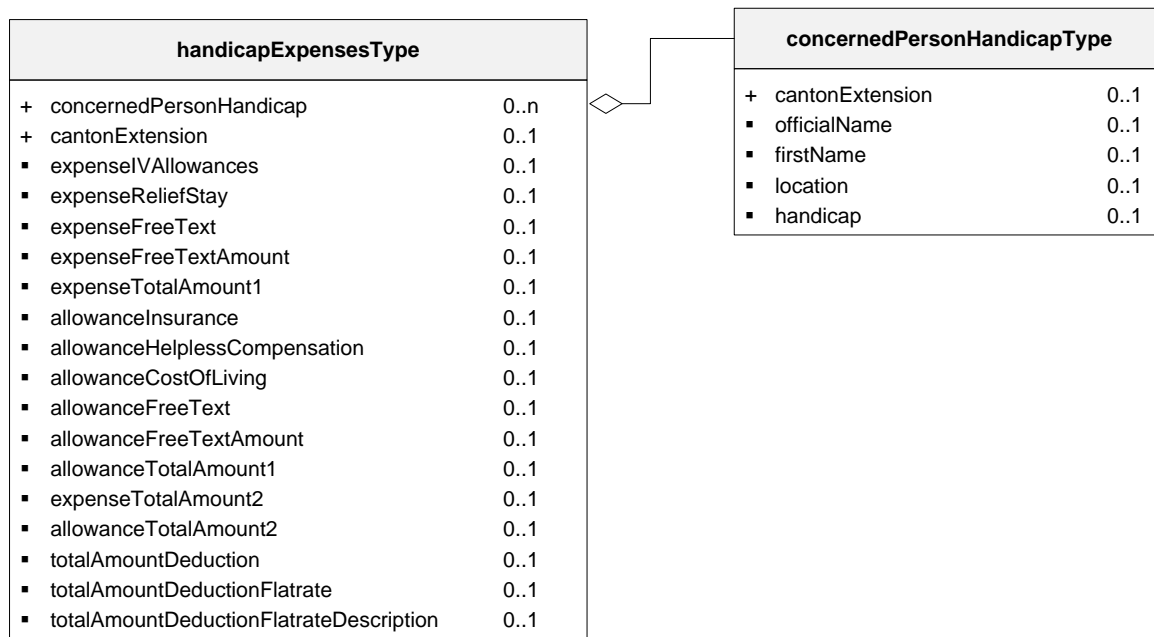 handicapExpensesType
+ concernedPersonHandicap 0..n
+ cantonExtension 0..1
▪ expenseIVAllowances 0..1
▪ expenseReliefStay 0..1
▪ expenseFreeText 0..1
▪ expenseFreeTextAmount 0..1
▪ expenseTotalAmount1 0..1
▪ allowanceInsurance 0..1
▪ allowanceHelplessCompensation 0..1
▪ allowanceCostOfLiving 0..1
▪ allowanceFreeText 0..1
▪ allowanceFreeTextAmount 0..1
▪ allowanceTotalAmount1 0..1
▪ expenseTotalAmount2 0..1
▪ allowanceTotalAmount2 0..1
▪ totalAmountDeduction 0..1
▪ totalAmountDeductionFlatrate 0..1
▪ totalAmountDeductionFlatrateDescription 0..1
concernedPersonHandicapType
+ cantonExtension 0..1
▪ officialName 0..1
▪ firstName 0..1
▪ location 0..1
▪ handicap 0..1